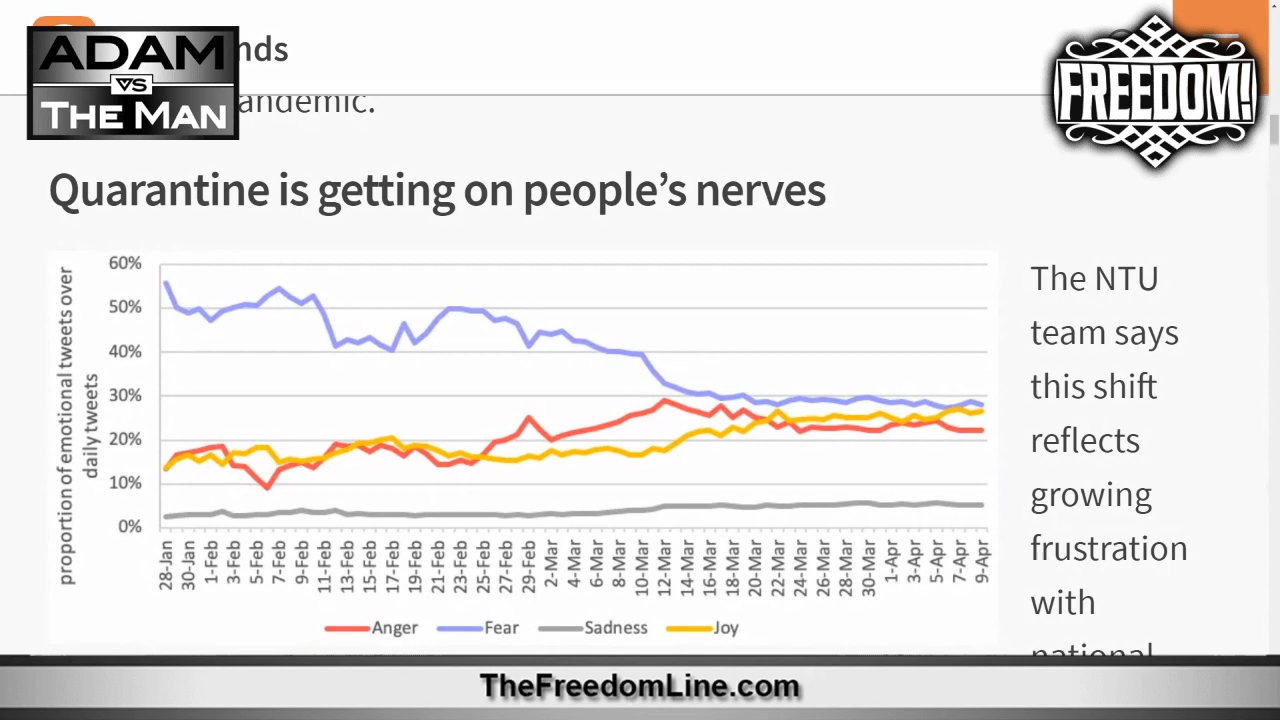 ADAM
VS
THE MAN
nds
FREEDOM!
andemic.
Quarantine is getting on people's nerves
proportion of emotional tweets over
daily tweets
60%
50%
40%
30%
20%
10%
0%
28-Jan
30-Jan
1-Feb
3-Feb
5-Feb
7-Feb
9-Feb
11-Feb
13-Feb
15-Feb
17-Feb
19-Feb
21-Feb
23-Feb
25-Feb
27-Feb
29-Feb
2-Mar
4-Mar
6-Mar
8-Mar
10-Mar
12-Mar
14-Mar
16-Mar
18-Mar
20-Mar
22-Mar
24-Mar
26-Mar
28-Mar
30-Mar
1-Apr
3-Apr
5-Apr
7-Apr
9-Apr
Anger
Fear
Sadness
Joy
The NTU
team says
this shift
reflects
growing
frustration
with
national
TheFreedomLine.com